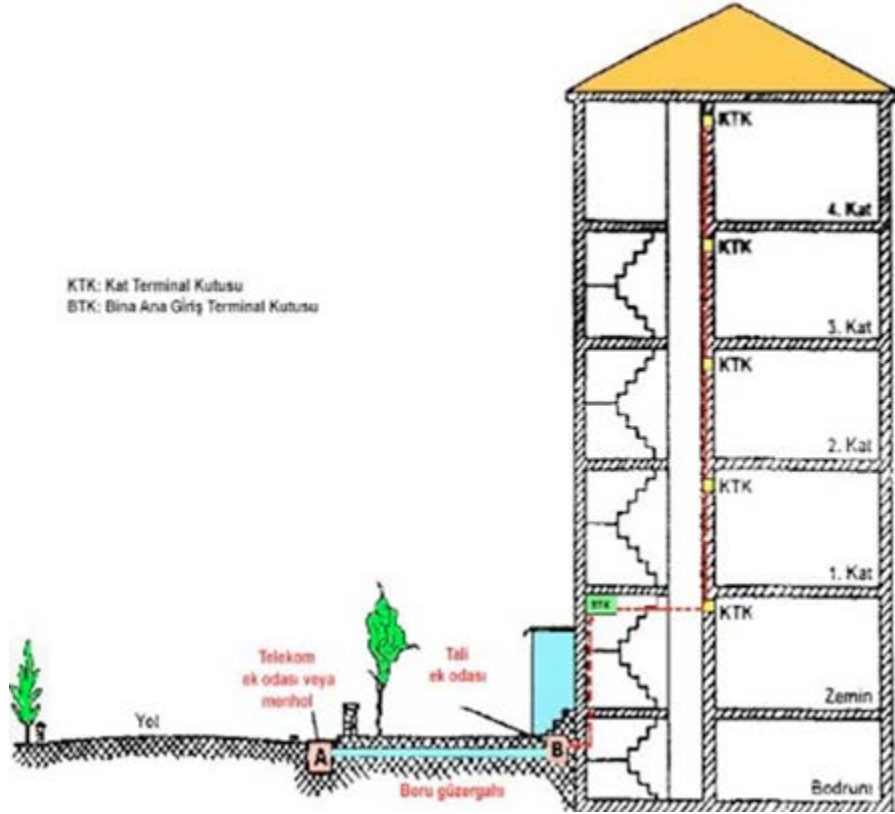 KTK
4. Kat
KTK
KTK: Kat Terminal Kutusu
BTK: Bina Ana Giriş Terminal Kutusu
3. Kat
KTK
2. Kat
KTK
1. Kat
BTK
KTK
Telekom
ek odası veya
menhol
Tali
ek odası
Zemin
Yol
A
B
Boru güzergahı
Bodrum